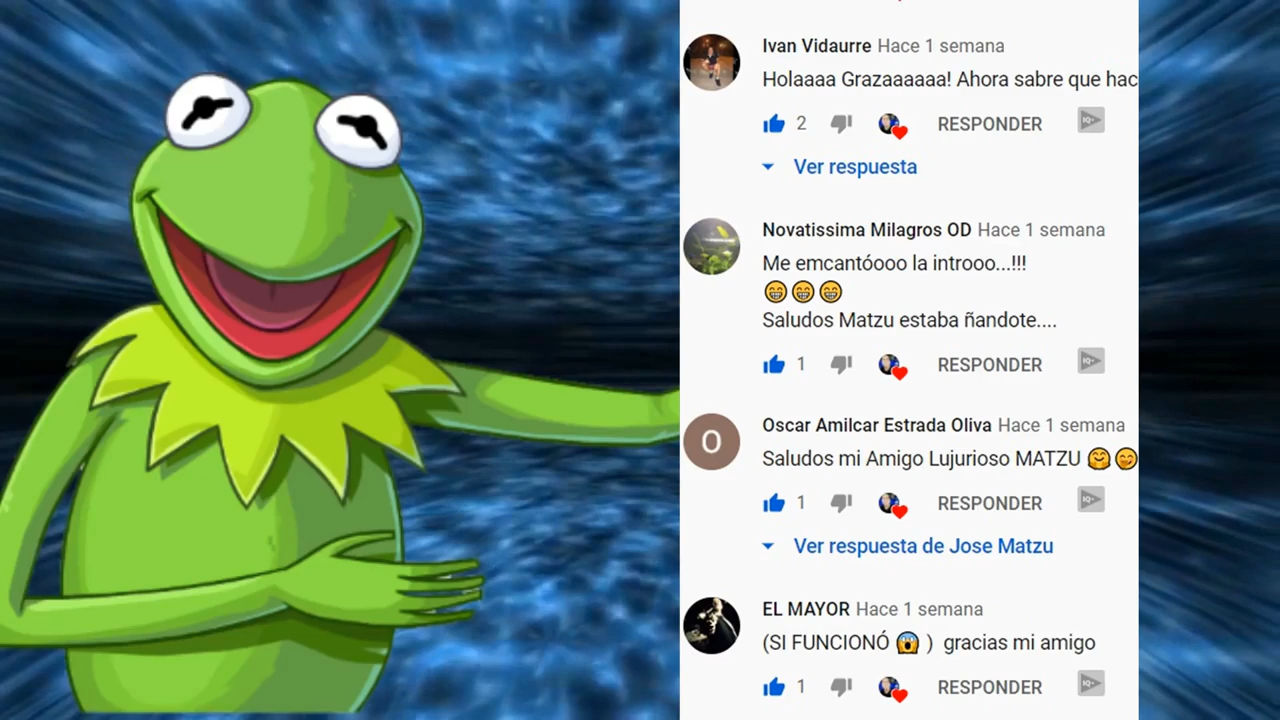 Ivan Vidaurre Hace 1 semana
Holaaaa Grazaaaaaa! Ahora sabre que hac
2 RESPONDER
Ver respuesta
Novatissima Milagros OD Hace 1 semana
Me emcantóooo la introoo...!!!
😁😁😁
Saludos Matzu estaba ñandote....
1 RESPONDER
O
Oscar Amilcar Estrada Oliva Hace 1 semana
Saludos mi Amigo Lujurioso MATZU 🤗🤭
1 RESPONDER
Ver respuesta de Jose Matzu
EL MAYOR Hace 1 semana
(SI FUNCIONÓ 😱 ) gracias mi amigo
1 RESPONDER